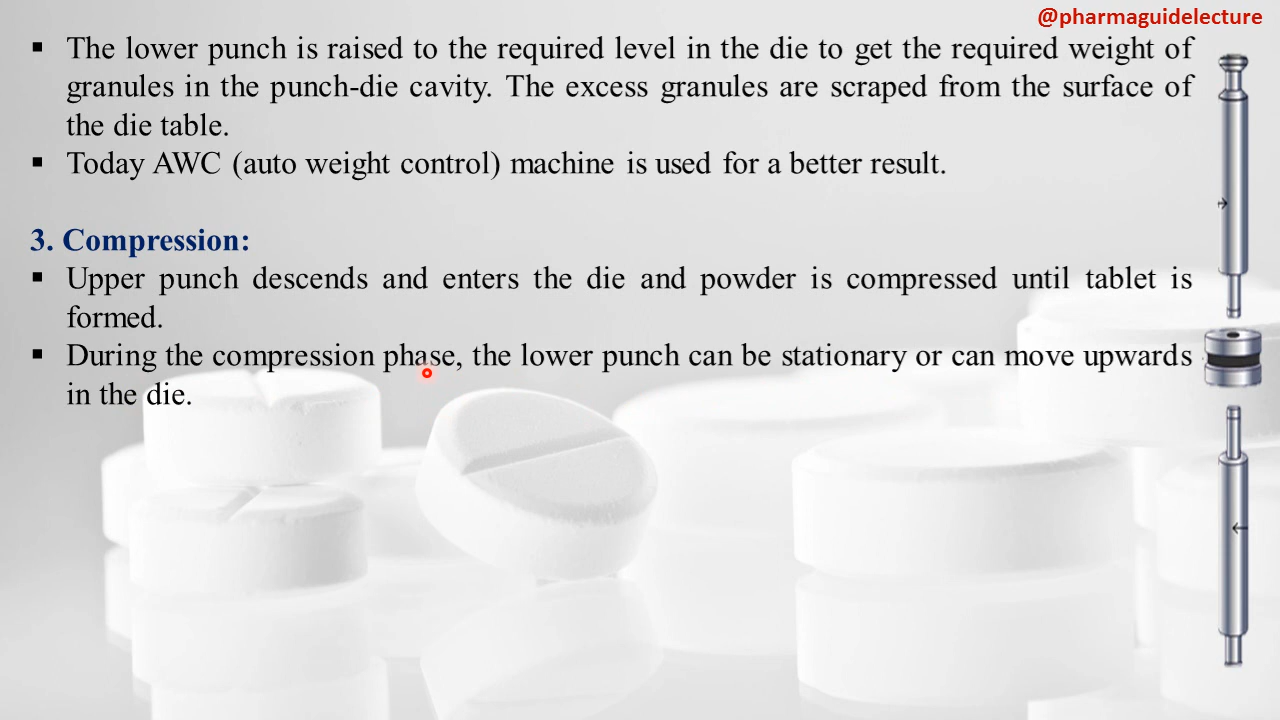 @pharmaguidelecture
▪ The lower punch is raised to the required level in the die to get the required weight of
granules in the punch-die cavity. The excess granules are scraped from the surface of
the die table.
▪ Today AWC (auto weight control) machine is used for a better result.
3. Compression:
▪ Upper punch descends and enters the die and powder is compressed until tablet is
formed.
▪ During the compression phase, the lower punch can be stationary or can move upwards
in the die.